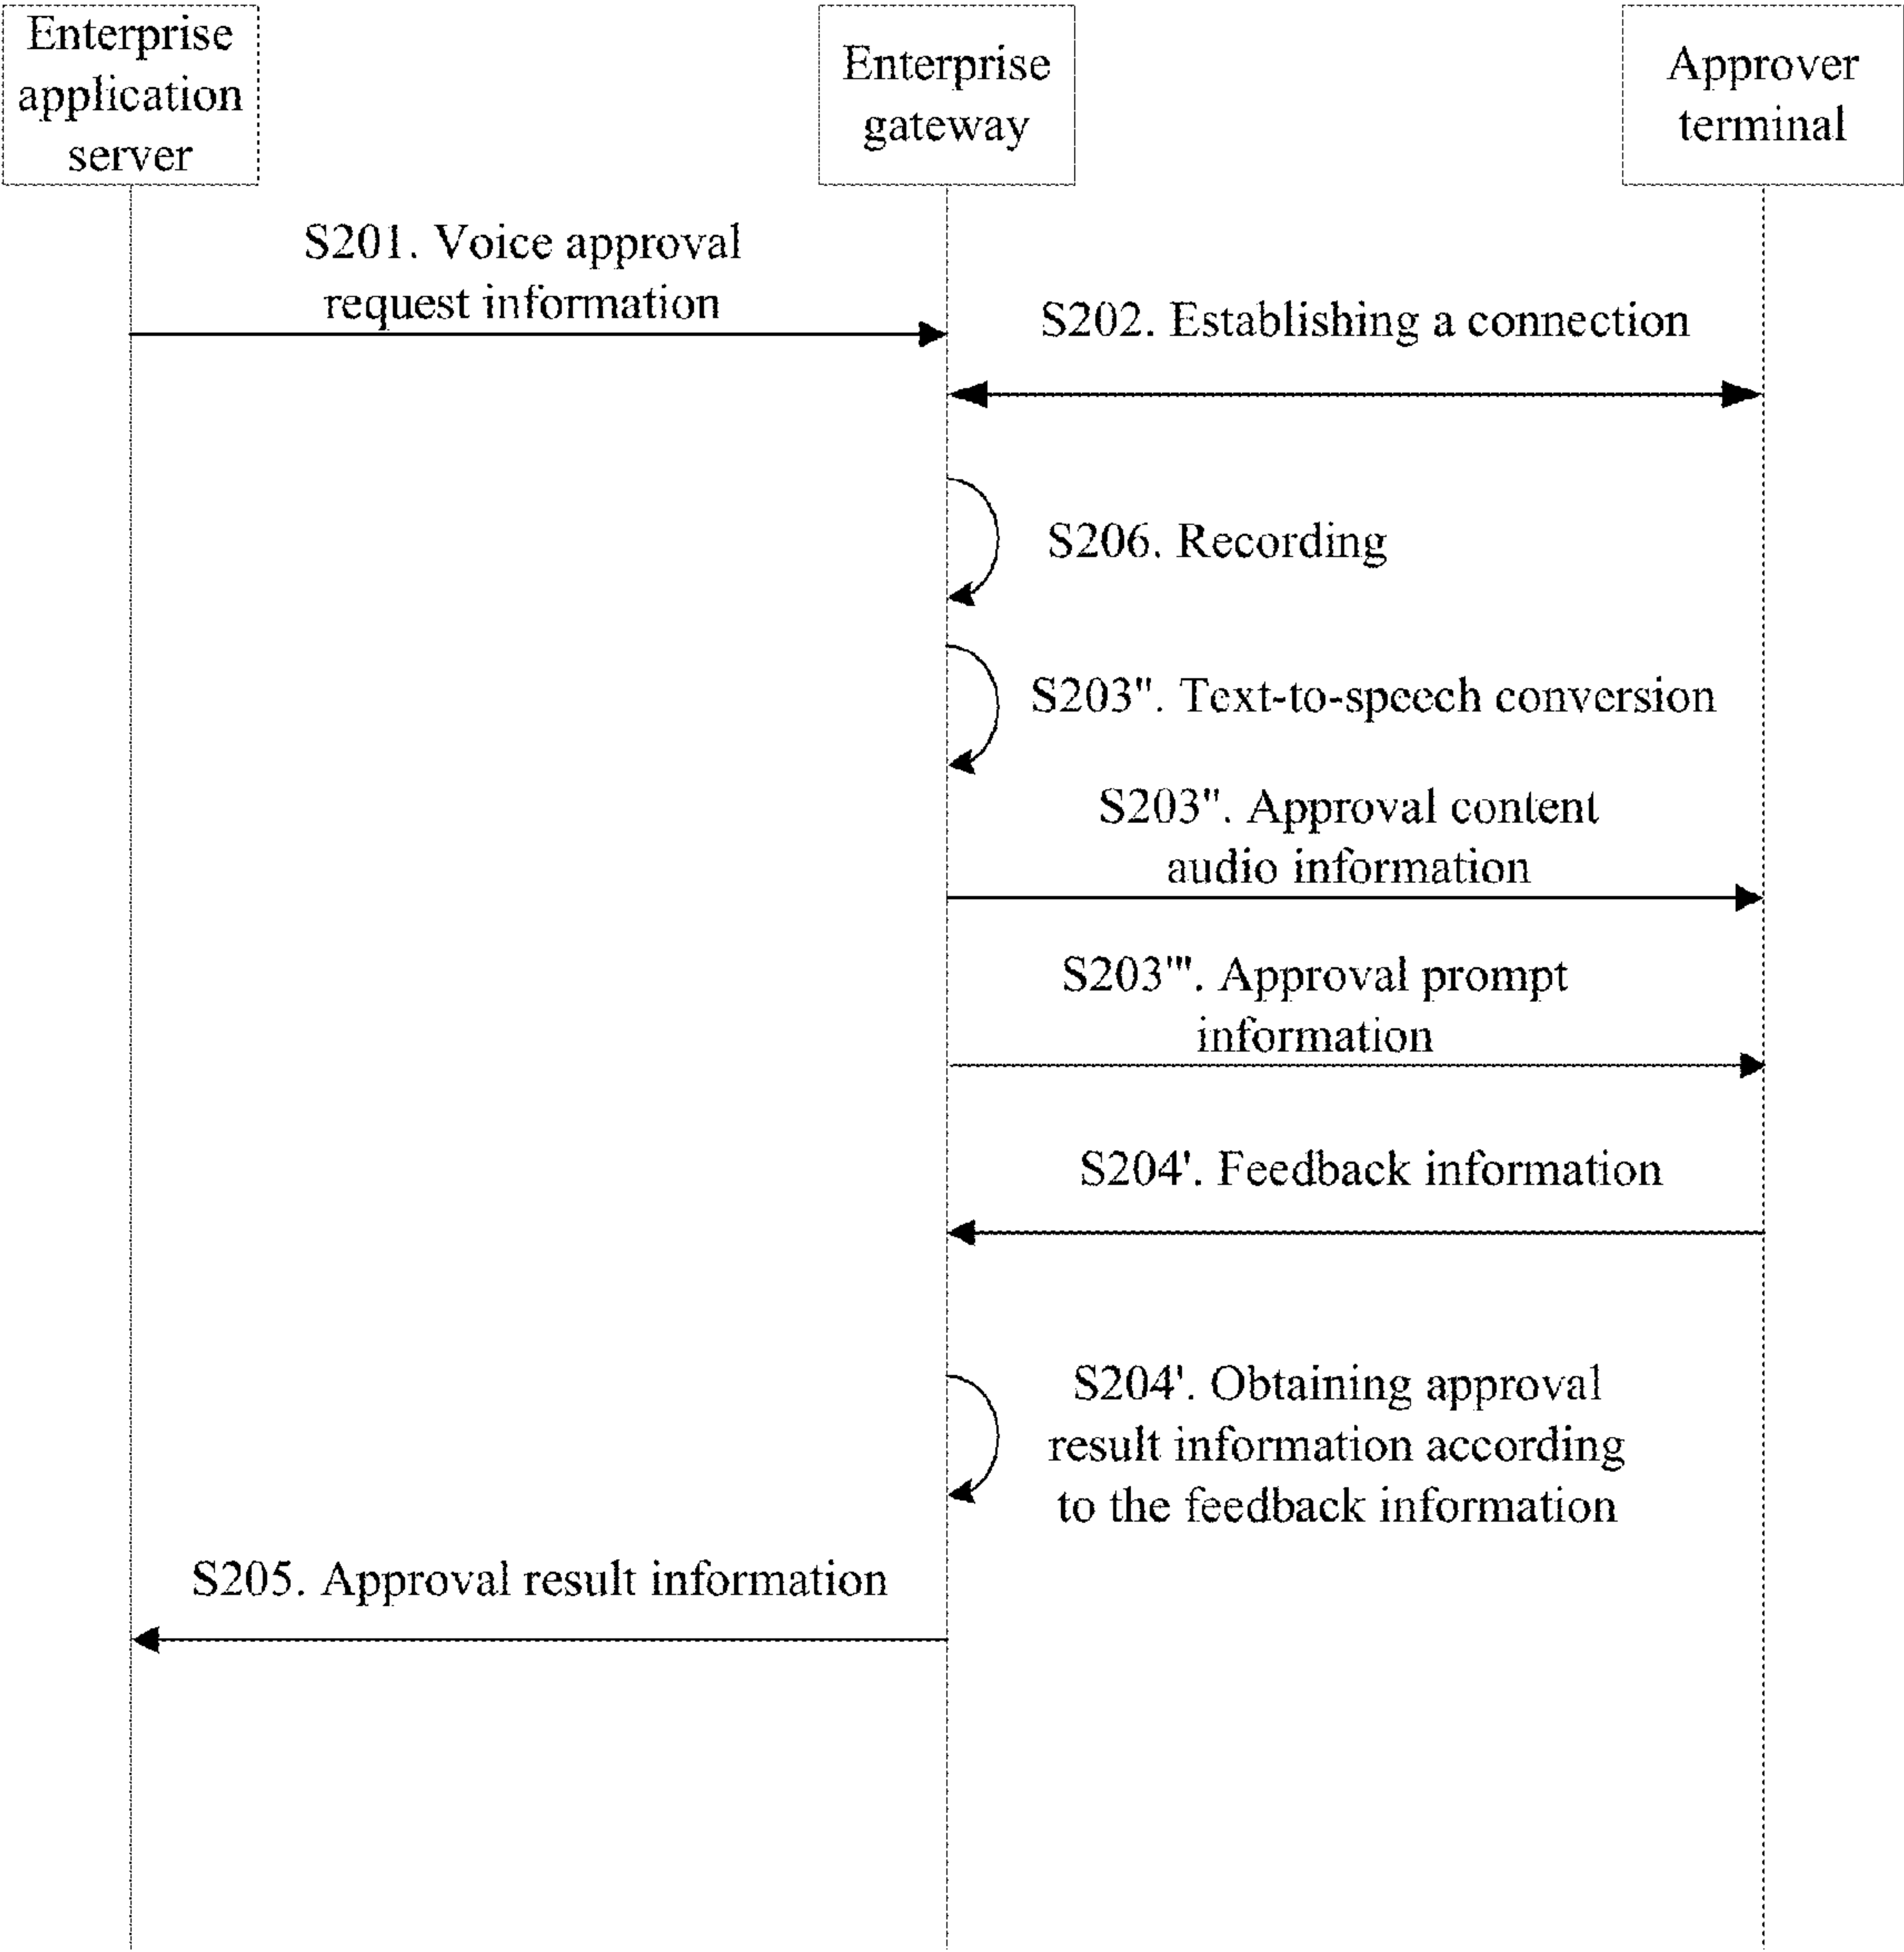 Enterprise
application
server
Enterprise
gateway
Approver
terminal
S201. Voice approval
request information
S202. Establishing a connection
S206. Recording
S203". Text-to-speech conversion
S203". Approval content
audio information
S203'''. Approval prompt
information
S204'. Feedback information
S204'. Obtaining approval
result information according
to the feedback information
S205. Approval result information